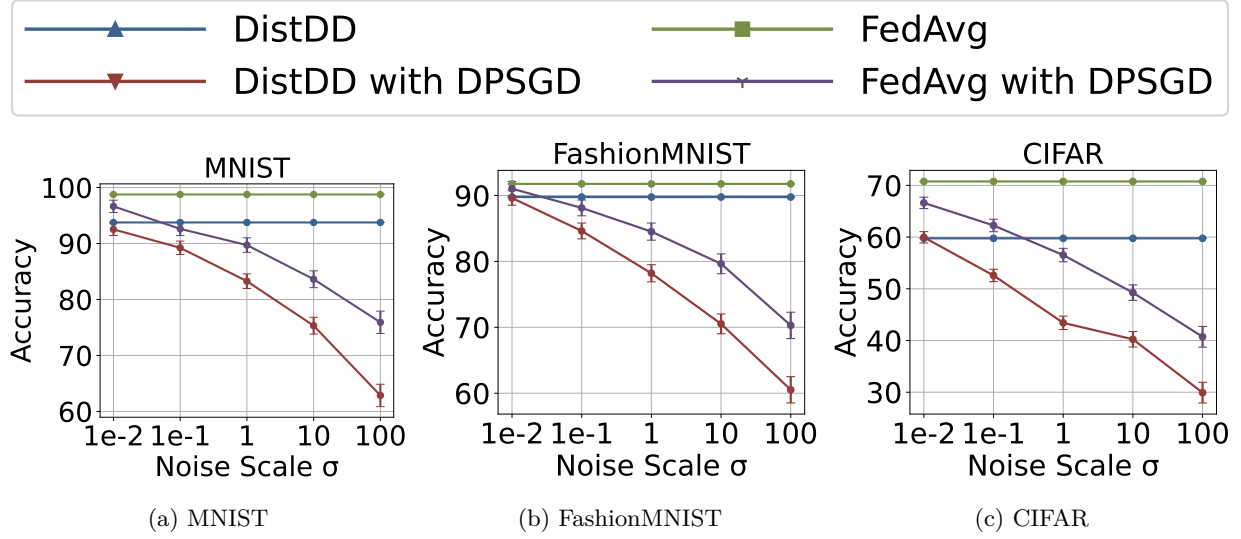 DistDD
FedAvg
DistDD with DPSGD
FedAvg with DPSGD
MNIST
100
90
80
70
60
Accuracy
1e-2 1e-1 1 10 100
Noise Scale σ
(a) MNIST
FashionMNIST
90
80
70
60
Accuracy
1e-2 1e-1 1 10 100
Noise Scale σ
(b) FashionMNIST
CIFAR
70
60
50
40
30
Accuracy
1e-2 1e-1 1 10 100
Noise Scale σ
(c) CIFAR